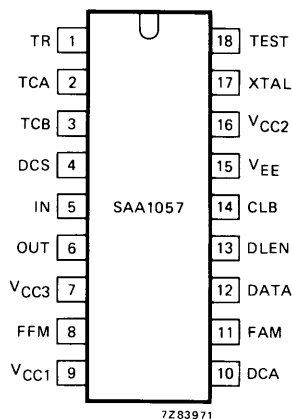 TR 1 18 TEST
TCA 2 17 XTAL
TCB 3 16 VCC2
DCS 4 15 VEE
IN 5 SAA1057 14 CLB
OUT 6 13 DLEN
VCC3 7 12 DATA
FFM 8 11 FAM
VCC1 9 10 DCA
7Z83971